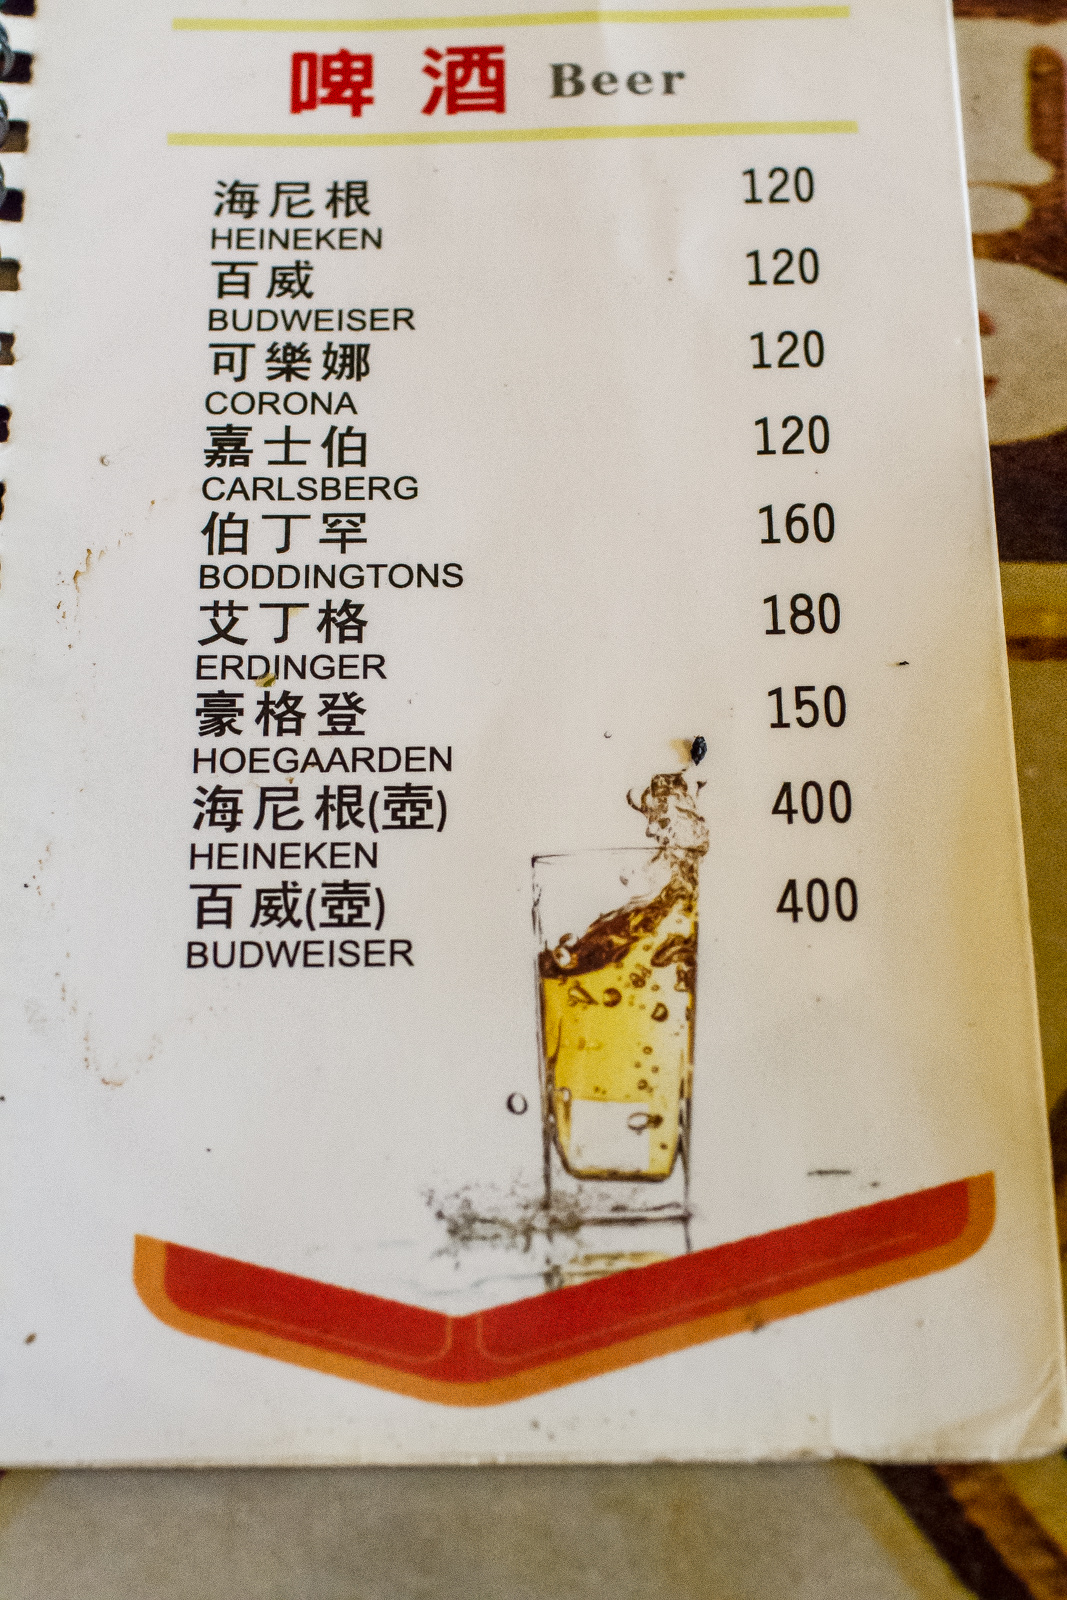 啤酒 Beer
海尼根 120
HEINEKEN
百威 120
BUDWEISER
可樂娜 120
CORONA
嘉士伯 120
CARLSBERG
伯丁罕 160
BODDINGTONS
艾丁格 180
ERDINGER
豪格登 150
HOEGAARDEN
海尼根(壺) 400
HEINEKEN
百威(壺) 400
BUDWEISER